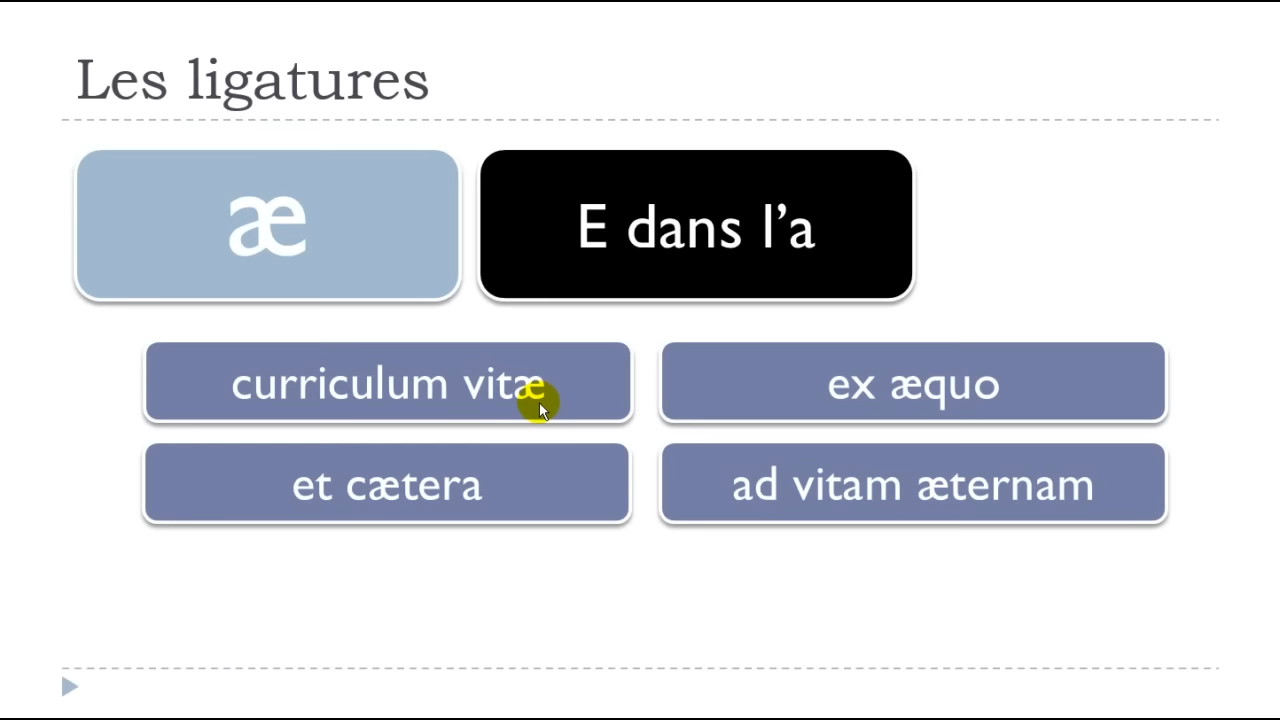 Les ligatures
æ
E dans l’a
curriculum vitæ
ex æquo
et cætera
ad vitam æternam